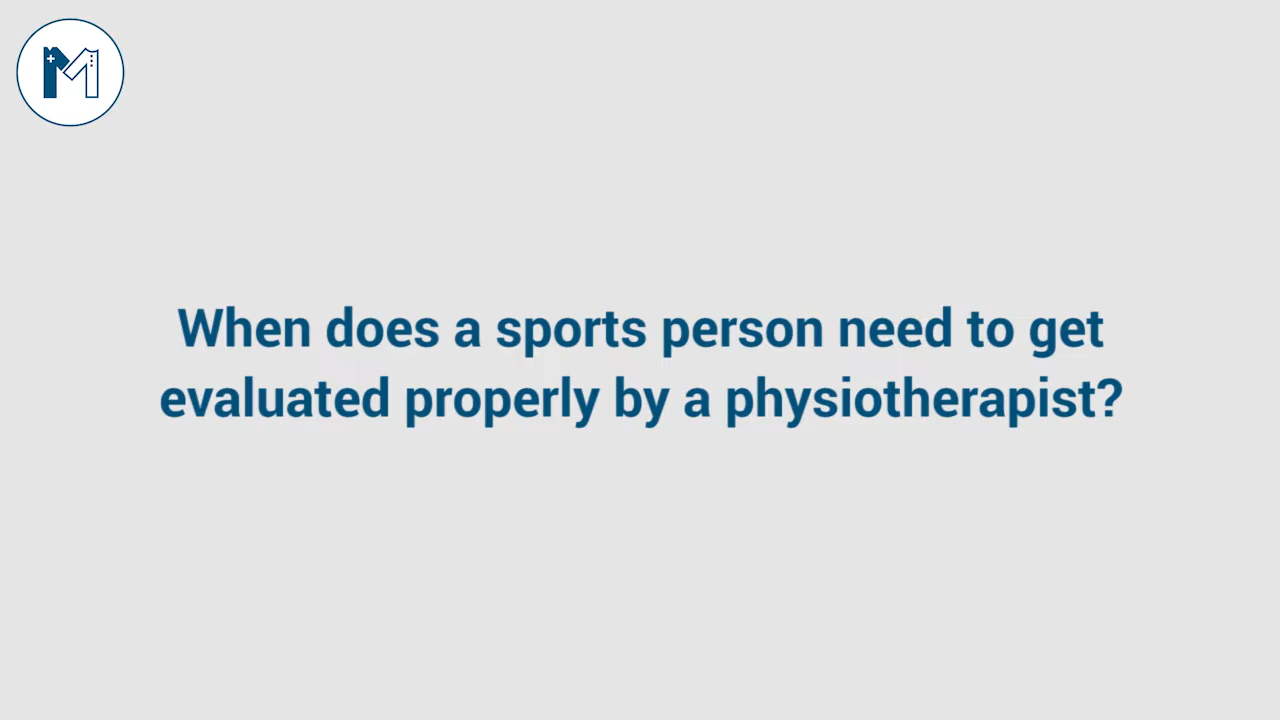 When does a sports person need to get
evaluated properly by a physiotherapist?